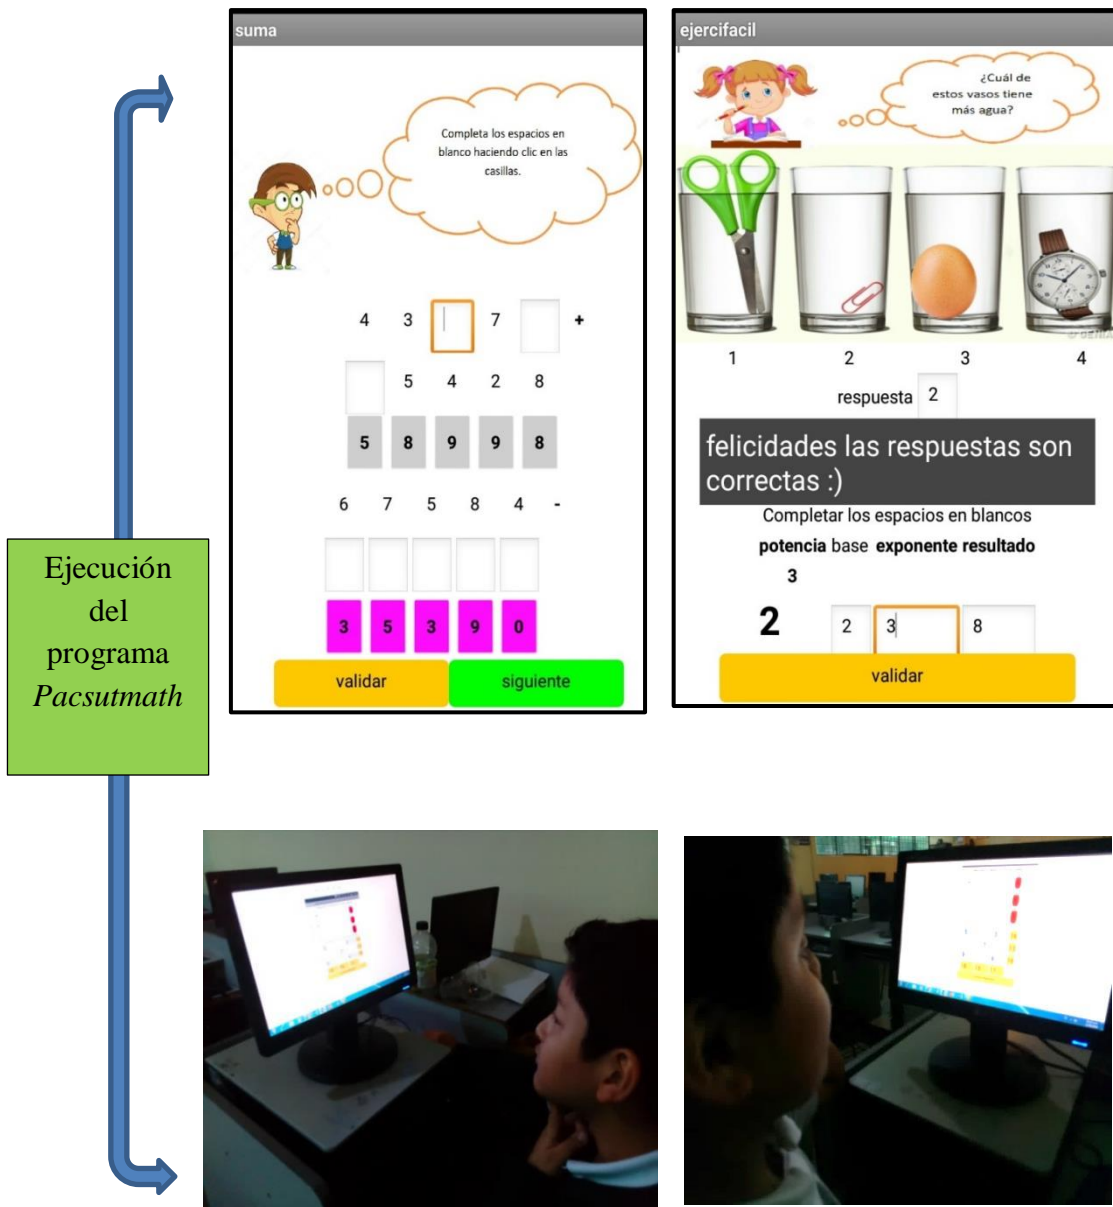 Ejecución
del
programa
Pacsutmath
suma
Completa los espacios en
blanco haciendo clic en las
casillas.
4 3 7 +
5 4 2 8
5 8 9 9 8
6 7 5 8 4 -
3 5 3 9 0
validar siguiente
ejercifacil
¿Cuál de
estos vasos tiene
más agua?
1 2 3 4
respuesta 2
felicidades las respuestas son
correctas :)
Completar los espacios en blancos
potencia base exponente resultado
3
2 2 3 8
validar